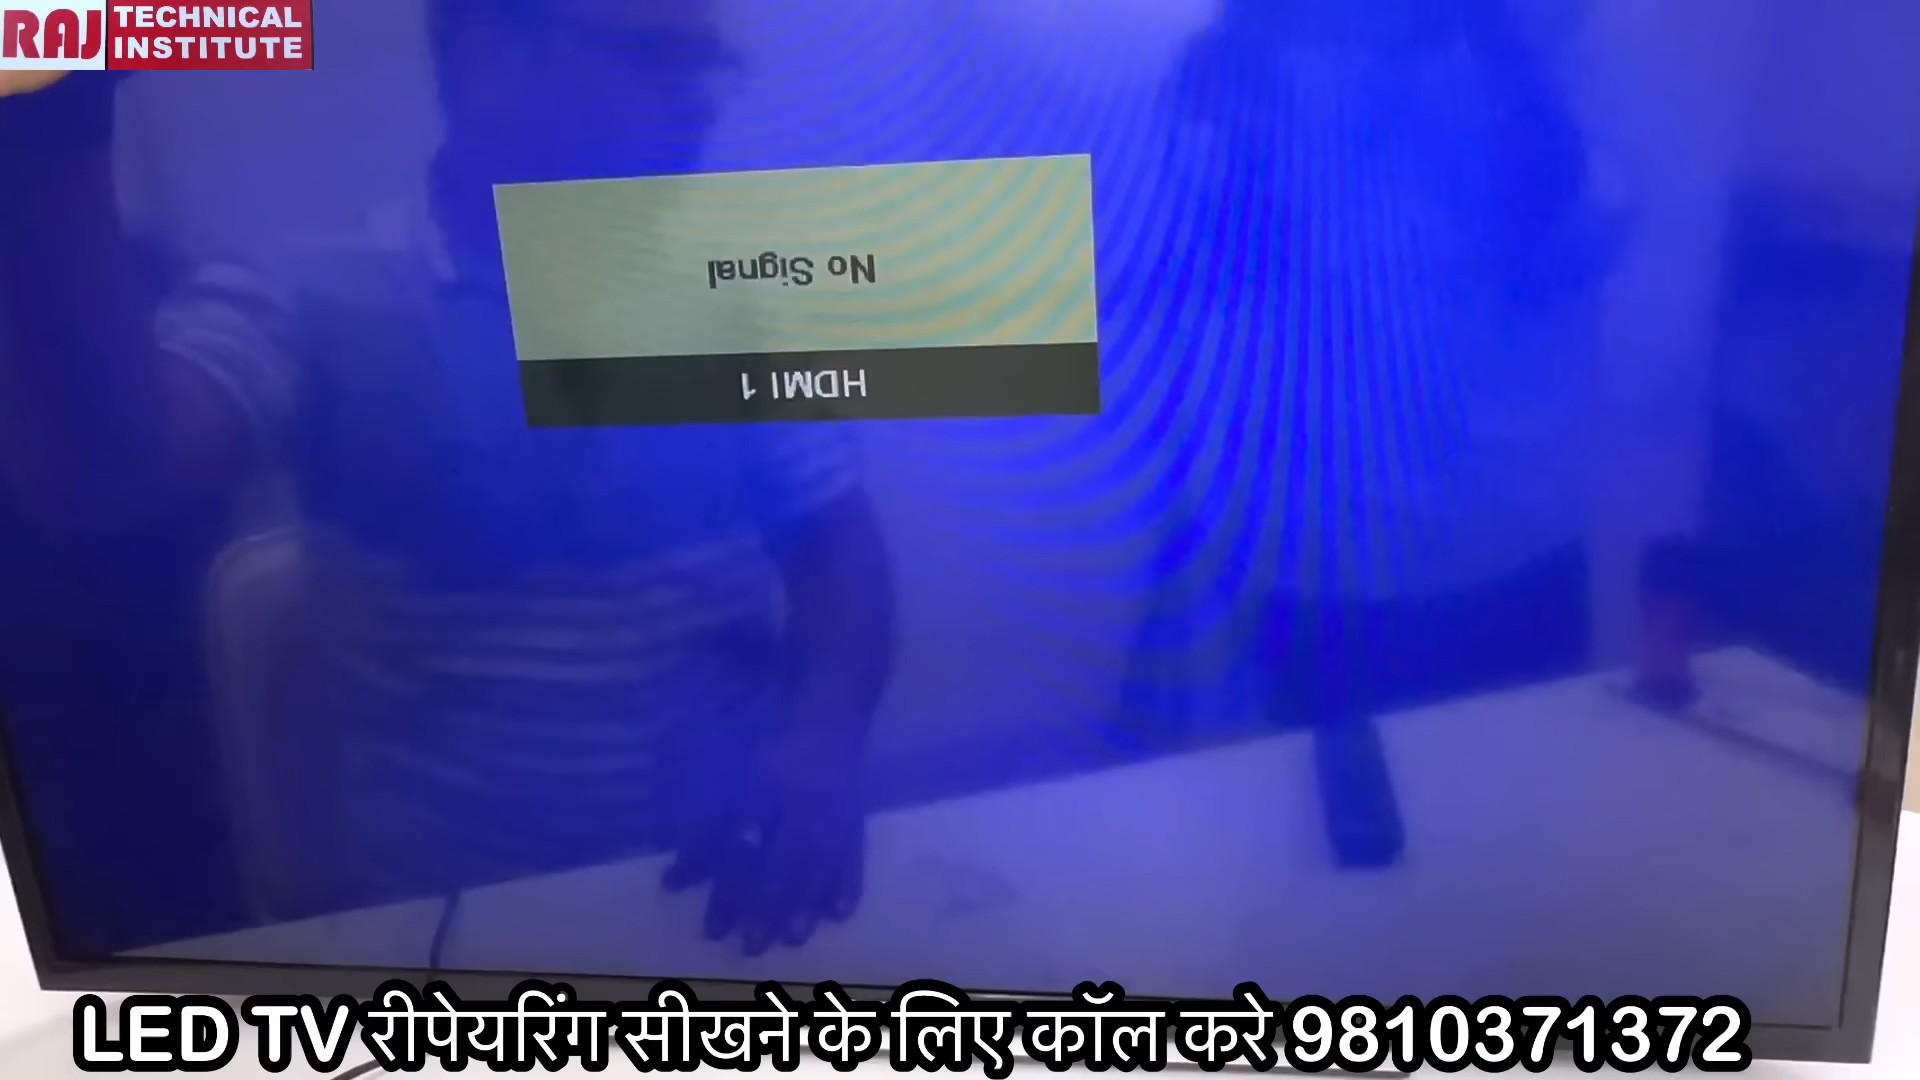 RAJ TECHNICAL
INSTITUTE
No Signal
HDMI 1
LED TV रीपेयरिंग सीखने के लिए कॉल करे 9810371372